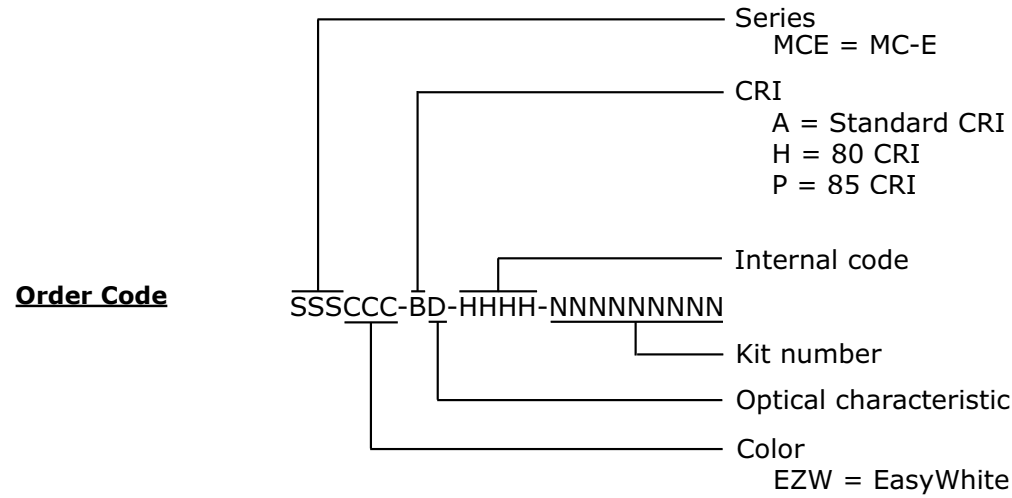 Series
MCE = MC-E
CRI
A = Standard CRI
H = 80 CRI
P = 85 CRI
Internal code
Order Code
SSSCCC-BD-HHHH-NNNNNNNNN
Kit number
Optical characteristic
Color
EZW = EasyWhite